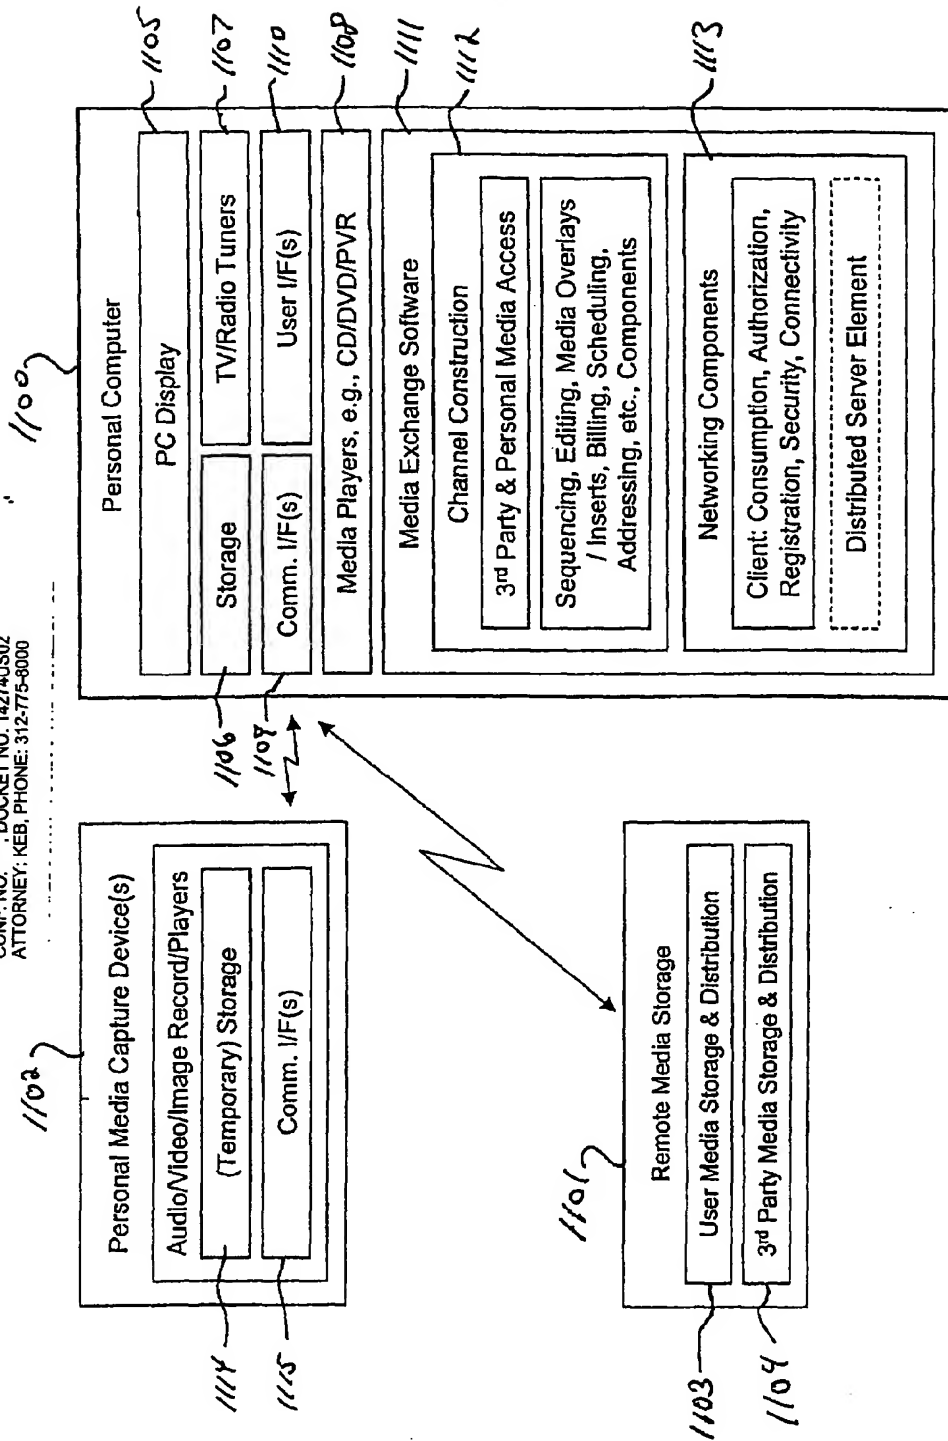 ATTORNEY: KEB, PHONE: 312-775-8000
1102
Personal Media Capture Device(s)
Audio/Video/Image Record/Players
(Temporary) Storage
Comm. I/F(s)
1114
1115
1101
Remote Media Storage
User Media Storage & Distribution
3rd Party Media Storage & Distribution
1103
1104
1100
Personal Computer
PC Display
1105
Storage
TV/Radio Tuners
1106
1107
Comm. I/F(s)
User I/F(s)
1109
1110
Media Players, e.g., CD/DVD/PVR
1108
Media Exchange Software
1111
Channel Construction
1112
3rd Party & Personal Media Access
Sequencing, Editing, Media Overlays
/ Inserts, Billing, Scheduling,
Addressing, etc., Components
Networking Components
1113
Client: Consumption, Authorization,
Registration, Security, Connectivity
Distributed Server Element